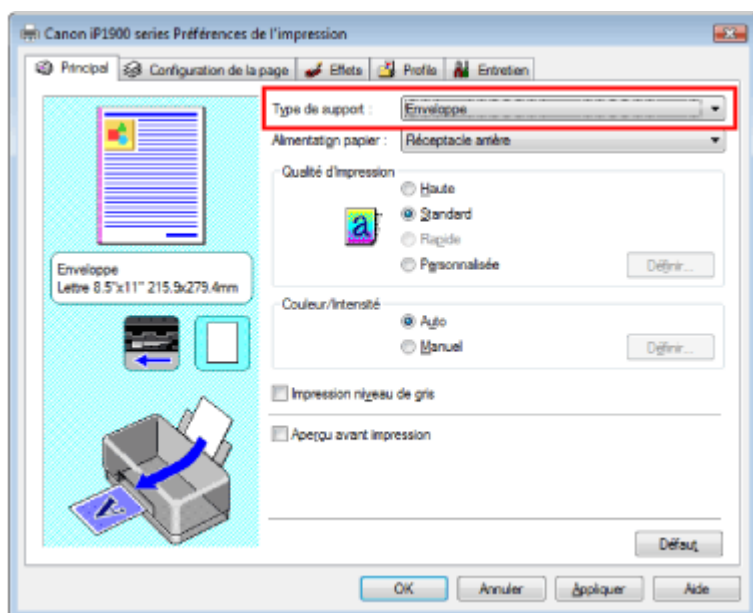 Canon iP1900 series Préférences de l'impression
Principal Configuration de la page Effets Profils Entretien
Type de support : Enveloppe
Alimentation papier : Réceptacle arrière
Qualité d'impression
Haute
Standard
Rapide
Personnalisée Définir...
Enveloppe
Lettre 8.5"x11" 215.9x279.4mm
Couleur/Intensité
Auto
Manuel Définir...
Impression niveau de gris
Aperçu avant impression
Défaut
OK Annuler Appliquer Aide